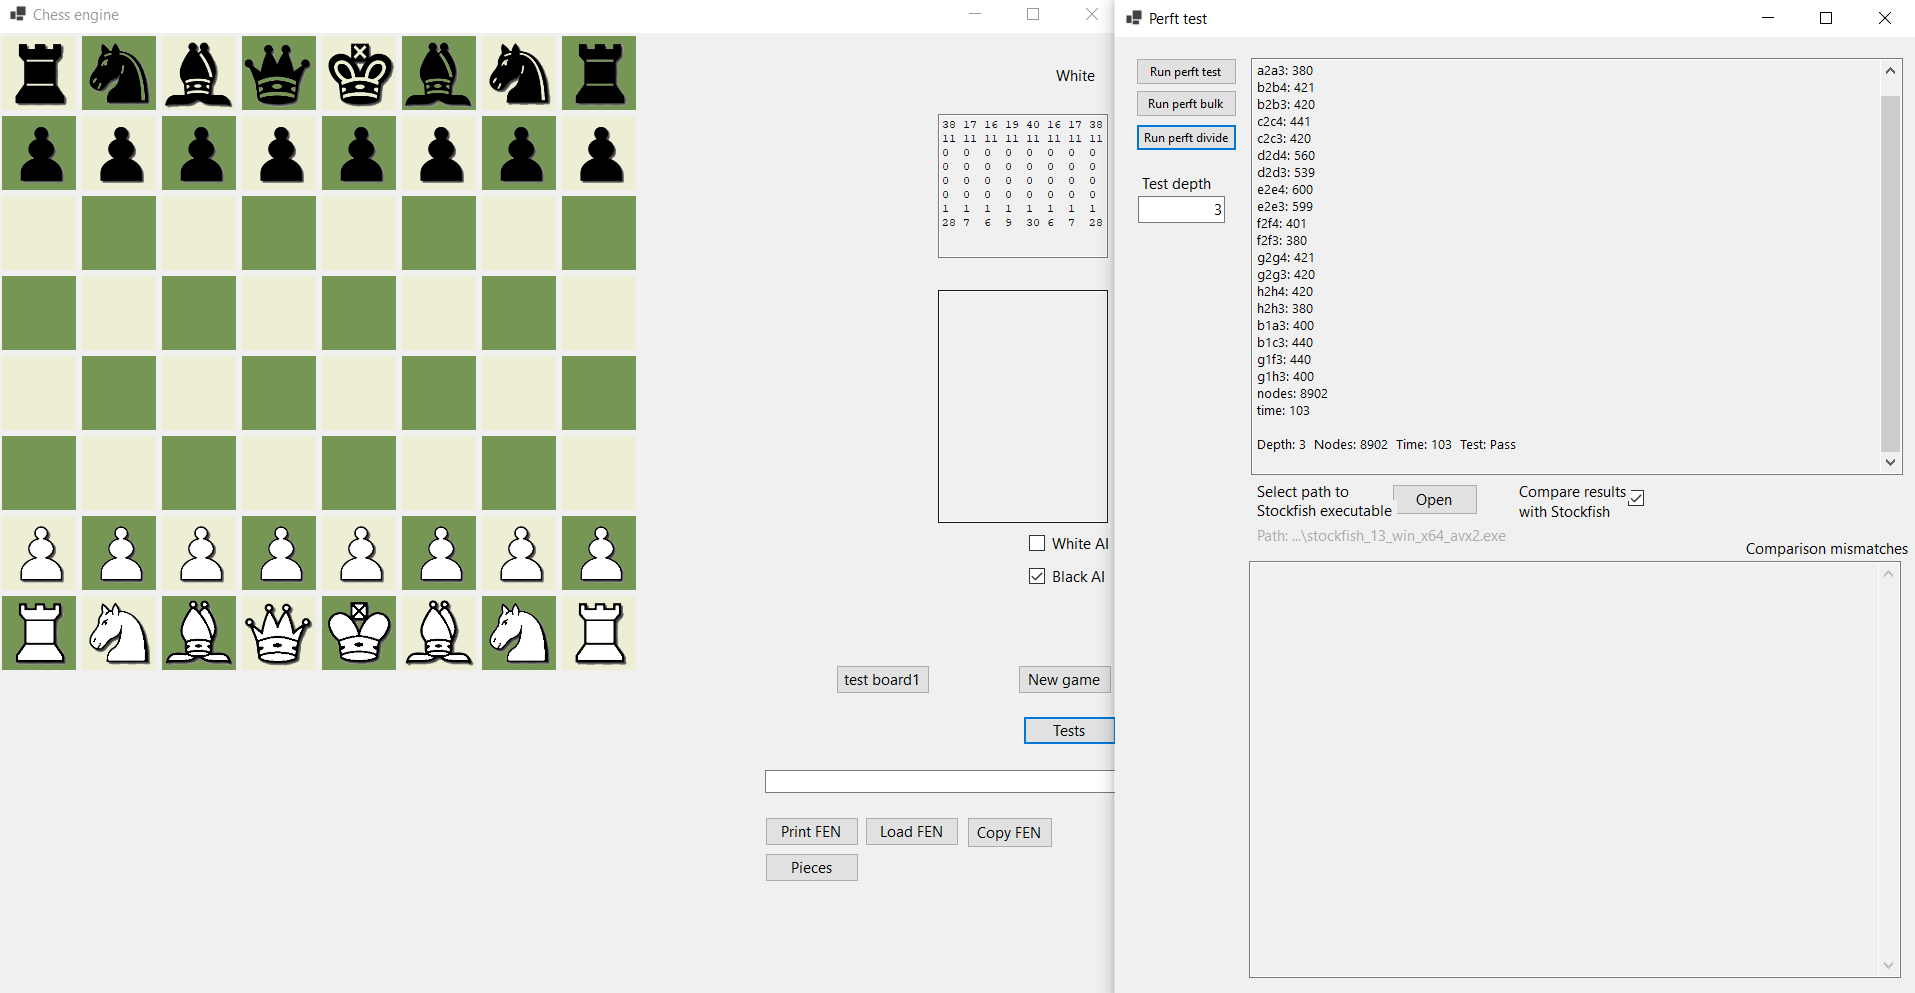 Chess engine
White
38 17 16 19 40 16 17 38
11 11 11 11 11 11 11 11
0 0 0 0 0 0 0 0
0 0 0 0 0 0 0 0
0 0 0 0 0 0 0 0
0 0 0 0 0 0 0 0
1 1 1 1 1 1 1 1
28 7 6 9 30 6 7 28
White AI
Black AI
test board1
New game
Tests
Print FEN
Load FEN
Copy FEN
Pieces
Perft test
Run perft test
Run perft bulk
Run perft divide
Test depth
3
a2a3: 380
b2b4: 421
b2b3: 420
c2c4: 441
c2c3: 420
d2d4: 560
d2d3: 539
e2e4: 600
e2e3: 599
f2f4: 401
f2f3: 380
g2g4: 421
g2g3: 420
h2h4: 420
h2h3: 380
b1a3: 400
b1c3: 440
g1f3: 440
g1h3: 400
nodes: 8902
time: 103
Depth: 3 Nodes: 8902 Time: 103 Test: Pass
Select path to
Stockfish executable
Open
Compare results
with Stockfish
Path: ...\stockfish_13_win_x64_avx2.exe
Comparison mismatches